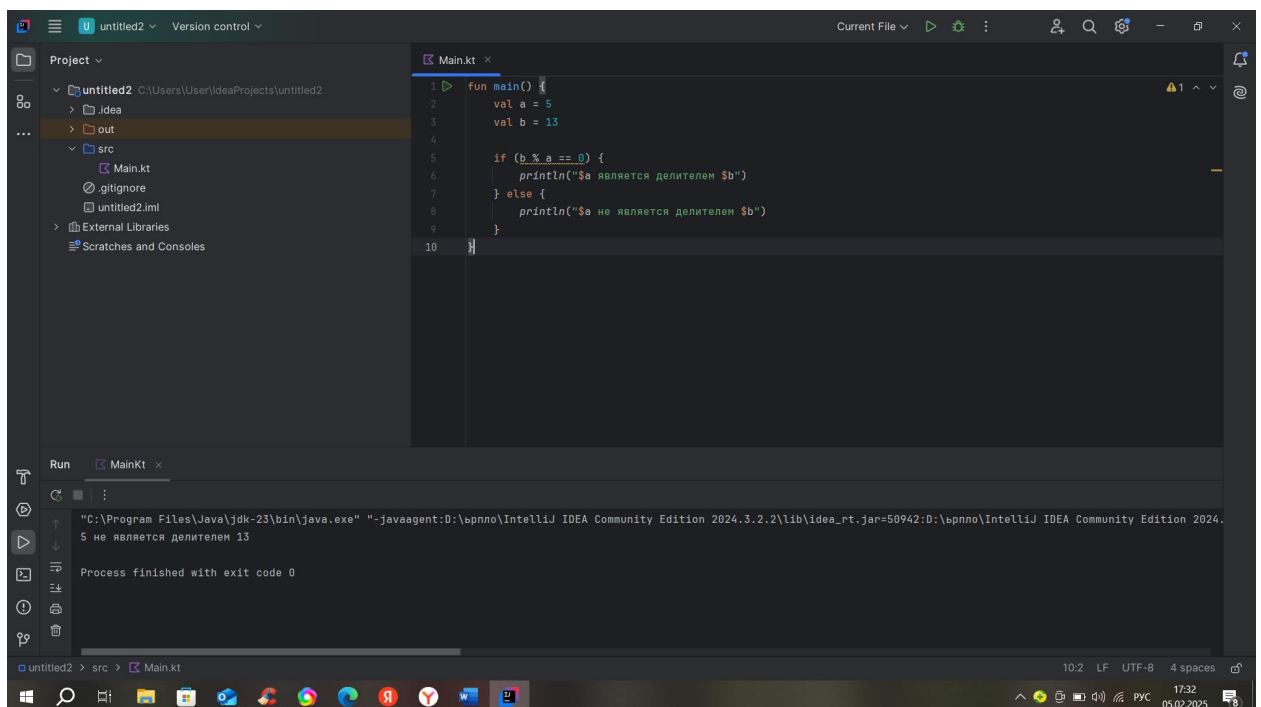 U untitled2 Version control Current File
Project
Main.kt
untitled2 C:\Users\User\IdeaProjects\untitled2
.idea
out
src
Main.kt
.gitignore
untitled2.iml
External Libraries
Scratches and Consoles
1 fun main() {
2 val a = 5
3 val b = 13
4
5 if (b % a == 0) {
6 println("$a является делителем $b")
7 } else {
8 println("$a не является делителем $b")
9 }
10 }
1
Run MainKt
"C:\Program Files\Java\jdk-23\bin\java.exe" "-javaagent:D:\ьрпло\IntelliJ IDEA Community Edition 2024.3.2.2\lib\idea_rt.jar=50942:D:\ьрпло\IntelliJ IDEA Community Edition 2024.
5 не является делителем 13
Process finished with exit code 0
untitled2 > src > Main.kt 10:2 LF UTF-8 4 spaces
РУС 17:32
05.02.2025
8